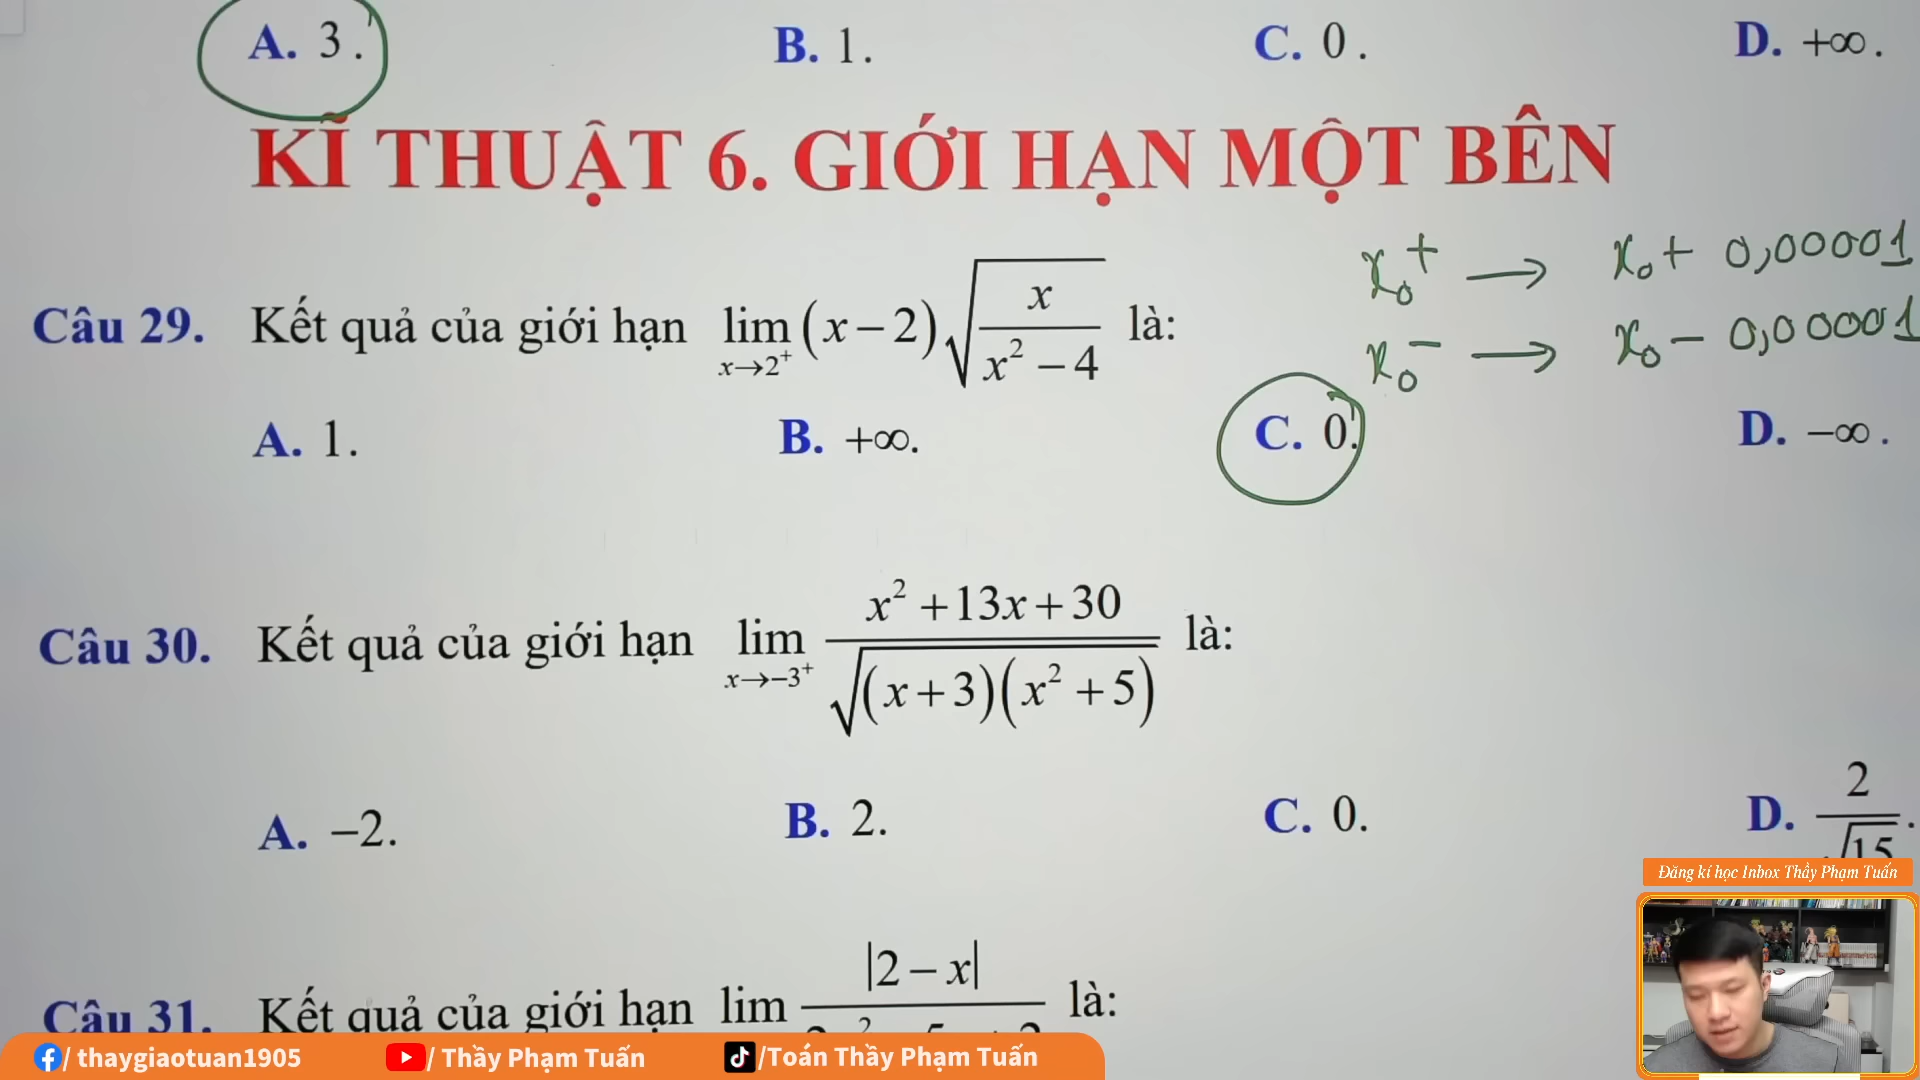 A. 3. B. 1. C. 0. D. +∞.
KĨ THUẬT 6. GIỚI HẠN MỘT BÊN
x₀⁺ → x₀ + 0,00001
x₀⁻ → x₀ − 0,00001
Câu 29. Kết quả của giới hạn lim x→2⁺ (x−2)√(x/(x²−4)) là:
A. 1. B. +∞. C. 0. D. −∞.
Câu 30. Kết quả của giới hạn lim x→−3⁺ (x²+13x+30)/√((x+3)(x²+5)) là:
A. −2. B. 2. C. 0. D. 2/√15.
Câu 31. Kết quả của giới hạn lim |2−x| là:
Đăng kí học Inbox Thầy Phạm Tuấn
/ thaygiaotuan1905 / Thầy Phạm Tuấn /Toán Thầy Phạm Tuấn